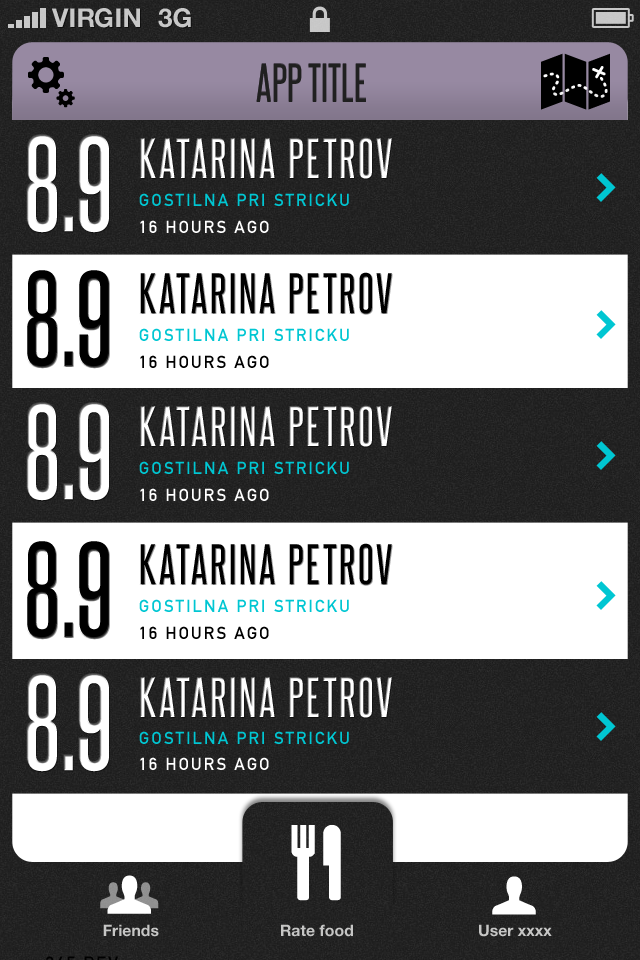 VIRGIN 3G
APP TITLE
8.9
KATARINA PETROV
GOSTILNA PRI STRICKU
16 HOURS AGO
8.9
KATARINA PETROV
GOSTILNA PRI STRICKU
16 HOURS AGO
8.9
KATARINA PETROV
GOSTILNA PRI STRICKU
16 HOURS AGO
8.9
KATARINA PETROV
GOSTILNA PRI STRICKU
16 HOURS AGO
8.9
KATARINA PETROV
GOSTILNA PRI STRICKU
16 HOURS AGO
Friends
Rate food
User xxxx